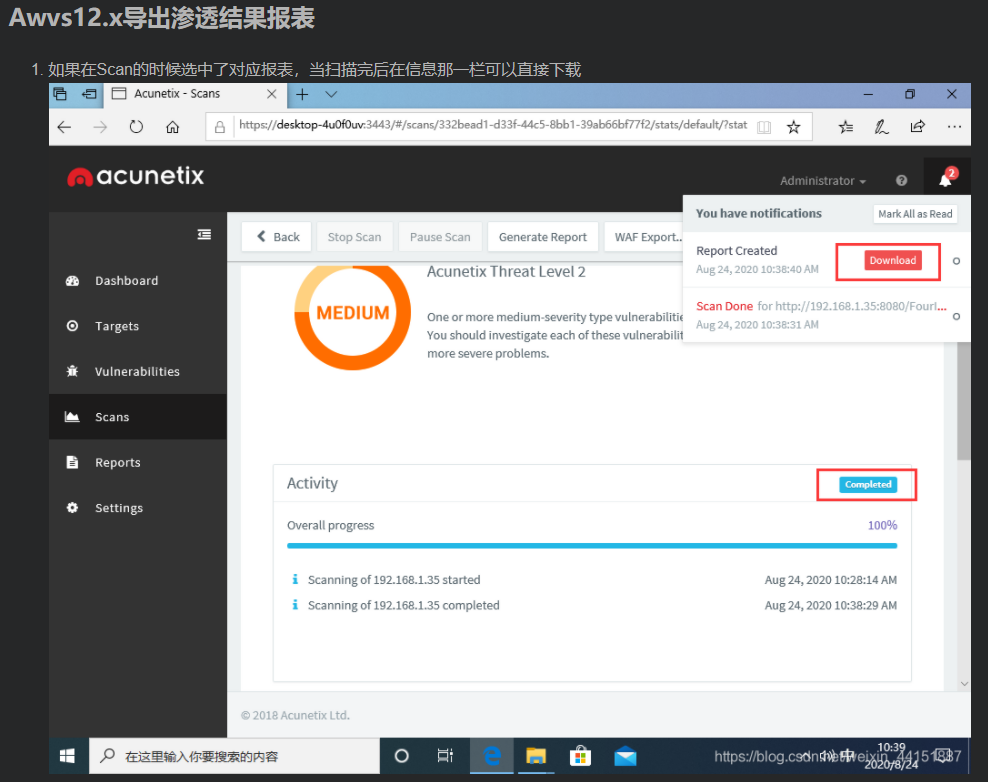 Awvs12.x导出渗透结果报表
1. 如果在Scan的时候选中了对应报表，当扫描完后在信息那一栏可以直接下载
Acunetix - Scans
https://desktop-4u0f0uv:3443/#/scans/332bead1-d33f-44c5-8bb1-39ab66bf77f2/stats/default/?stat
acunetix
Administrator
2
You have notifications
Mark All as Read
Back
Stop Scan
Pause Scan
Generate Report
WAF Export...
Report Created
Download
Aug 24, 2020 10:38:40 AM
Scan Done for http://192.168.1.35:8080/FourI...
Aug 24, 2020 10:38:31 AM
Dashboard
Targets
Vulnerabilities
Scans
Reports
Settings
MEDIUM
Acunetix Threat Level 2
One or more medium-severity type vulnerabilitie
You should investigate each of these vulnerabilit
more severe problems.
Activity
Completed
Overall progress
100%
Scanning of 192.168.1.35 started
Aug 24, 2020 10:28:14 AM
Scanning of 192.168.1.35 completed
Aug 24, 2020 10:38:29 AM
© 2018 Acunetix Ltd.
在这里输入你要搜索的内容
中
10:39
2020/8/24
https://blog.csdn.net/weixin_44151887